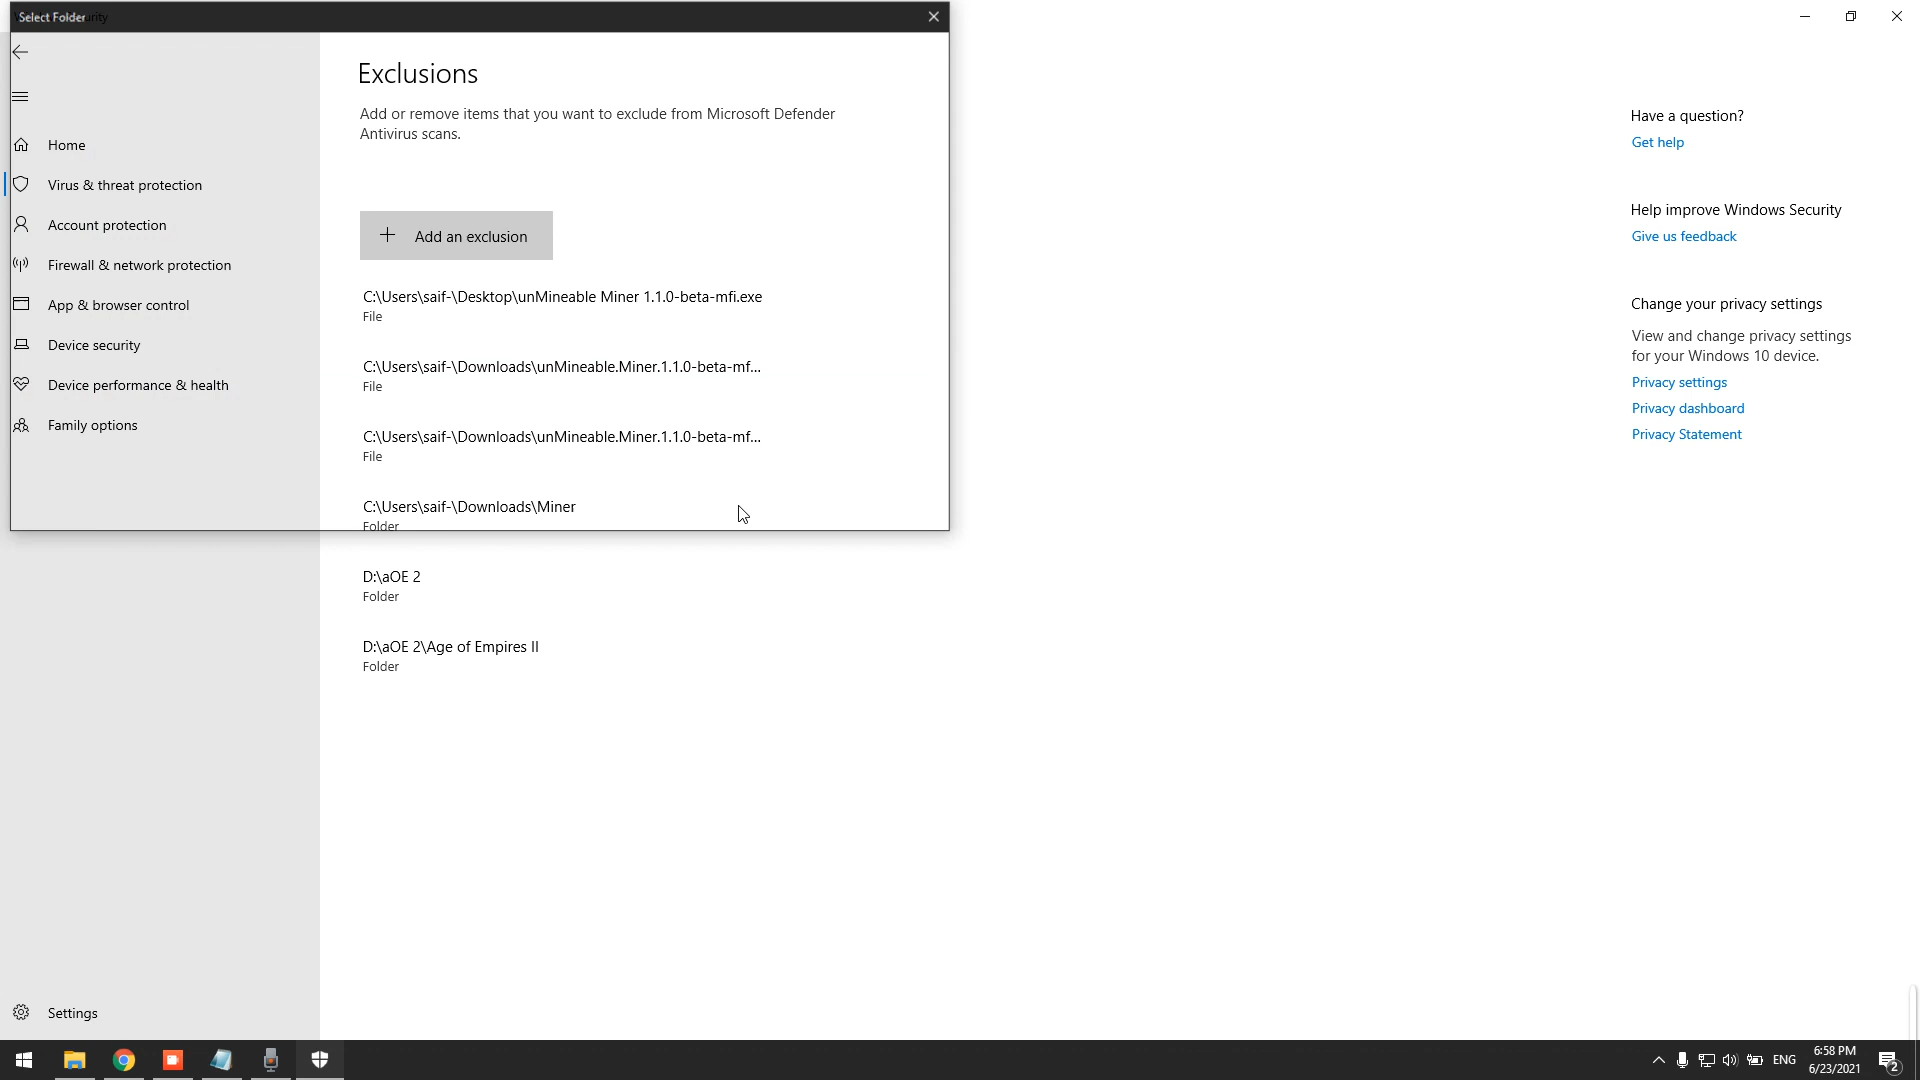 Select Folder
Exclusions
Add or remove items that you want to exclude from Microsoft Defender
Antivirus scans.
Home
Virus & threat protection
Account protection
Firewall & network protection
App & browser control
Device security
Device performance & health
Family options
Settings
Add an exclusion
C:\Users\saif-\Desktop\unMineable Miner 1.1.0-beta-mfi.exe
File
C:\Users\saif-\Downloads\unMineable.Miner.1.1.0-beta-mf...
File
C:\Users\saif-\Downloads\unMineable.Miner.1.1.0-beta-mf...
File
C:\Users\saif-\Downloads\Miner
Folder
D:\aOE 2
Folder
D:\aOE 2\Age of Empires II
Folder
Have a question?
Get help
Help improve Windows Security
Give us feedback
Change your privacy settings
View and change privacy settings
for your Windows 10 device.
Privacy settings
Privacy dashboard
Privacy Statement
ENG
6:58 PM
6/23/2021
2